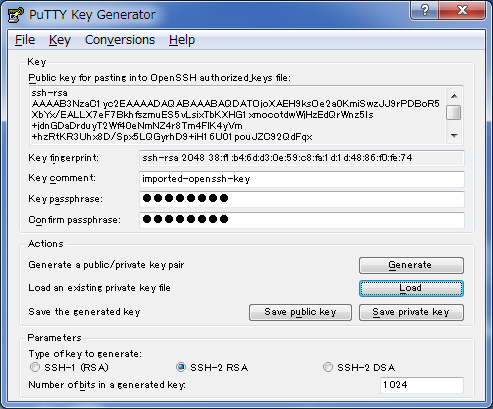 PuTTY Key Generator
File Key Conversions Help
Key
Public key for pasting into OpenSSH authorized_keys file:
ssh-rsa
AAAAB3NzaC1yc2EAAAADAQABAAABAQDATOjoXAEH9ksOe2a0KmiSwzJJ9rPDBoR5
XbYx/EALLX7eF7BkhfszmuES5vLsixTbKXHG1xmocotdwWjHzEdQrWnz5Is
+jdnGDaDrduyT2Wf40eNmNZ4r8Tm4FlK4yVm
+hzRtKR3Uhx8D/Spx5LQGyrhD9+iH16U01pouJZC92QdFqx
Key fingerprint: ssh-rsa 2048 38:f1:b4:6d:d3:0e:59:c8:fa:1d:1d:48:86:f0:fe:74
Key comment: imported-openssh-key
Key passphrase: ●●●●●●●●
Confirm passphrase: ●●●●●●●●
Actions
Generate a public/private key pair Generate
Load an existing private key file Load
Save the generated key Save public key Save private key
Parameters
Type of key to generate:
SSH-1 (RSA) SSH-2 RSA SSH-2 DSA
Number of bits in a generated key: 1024